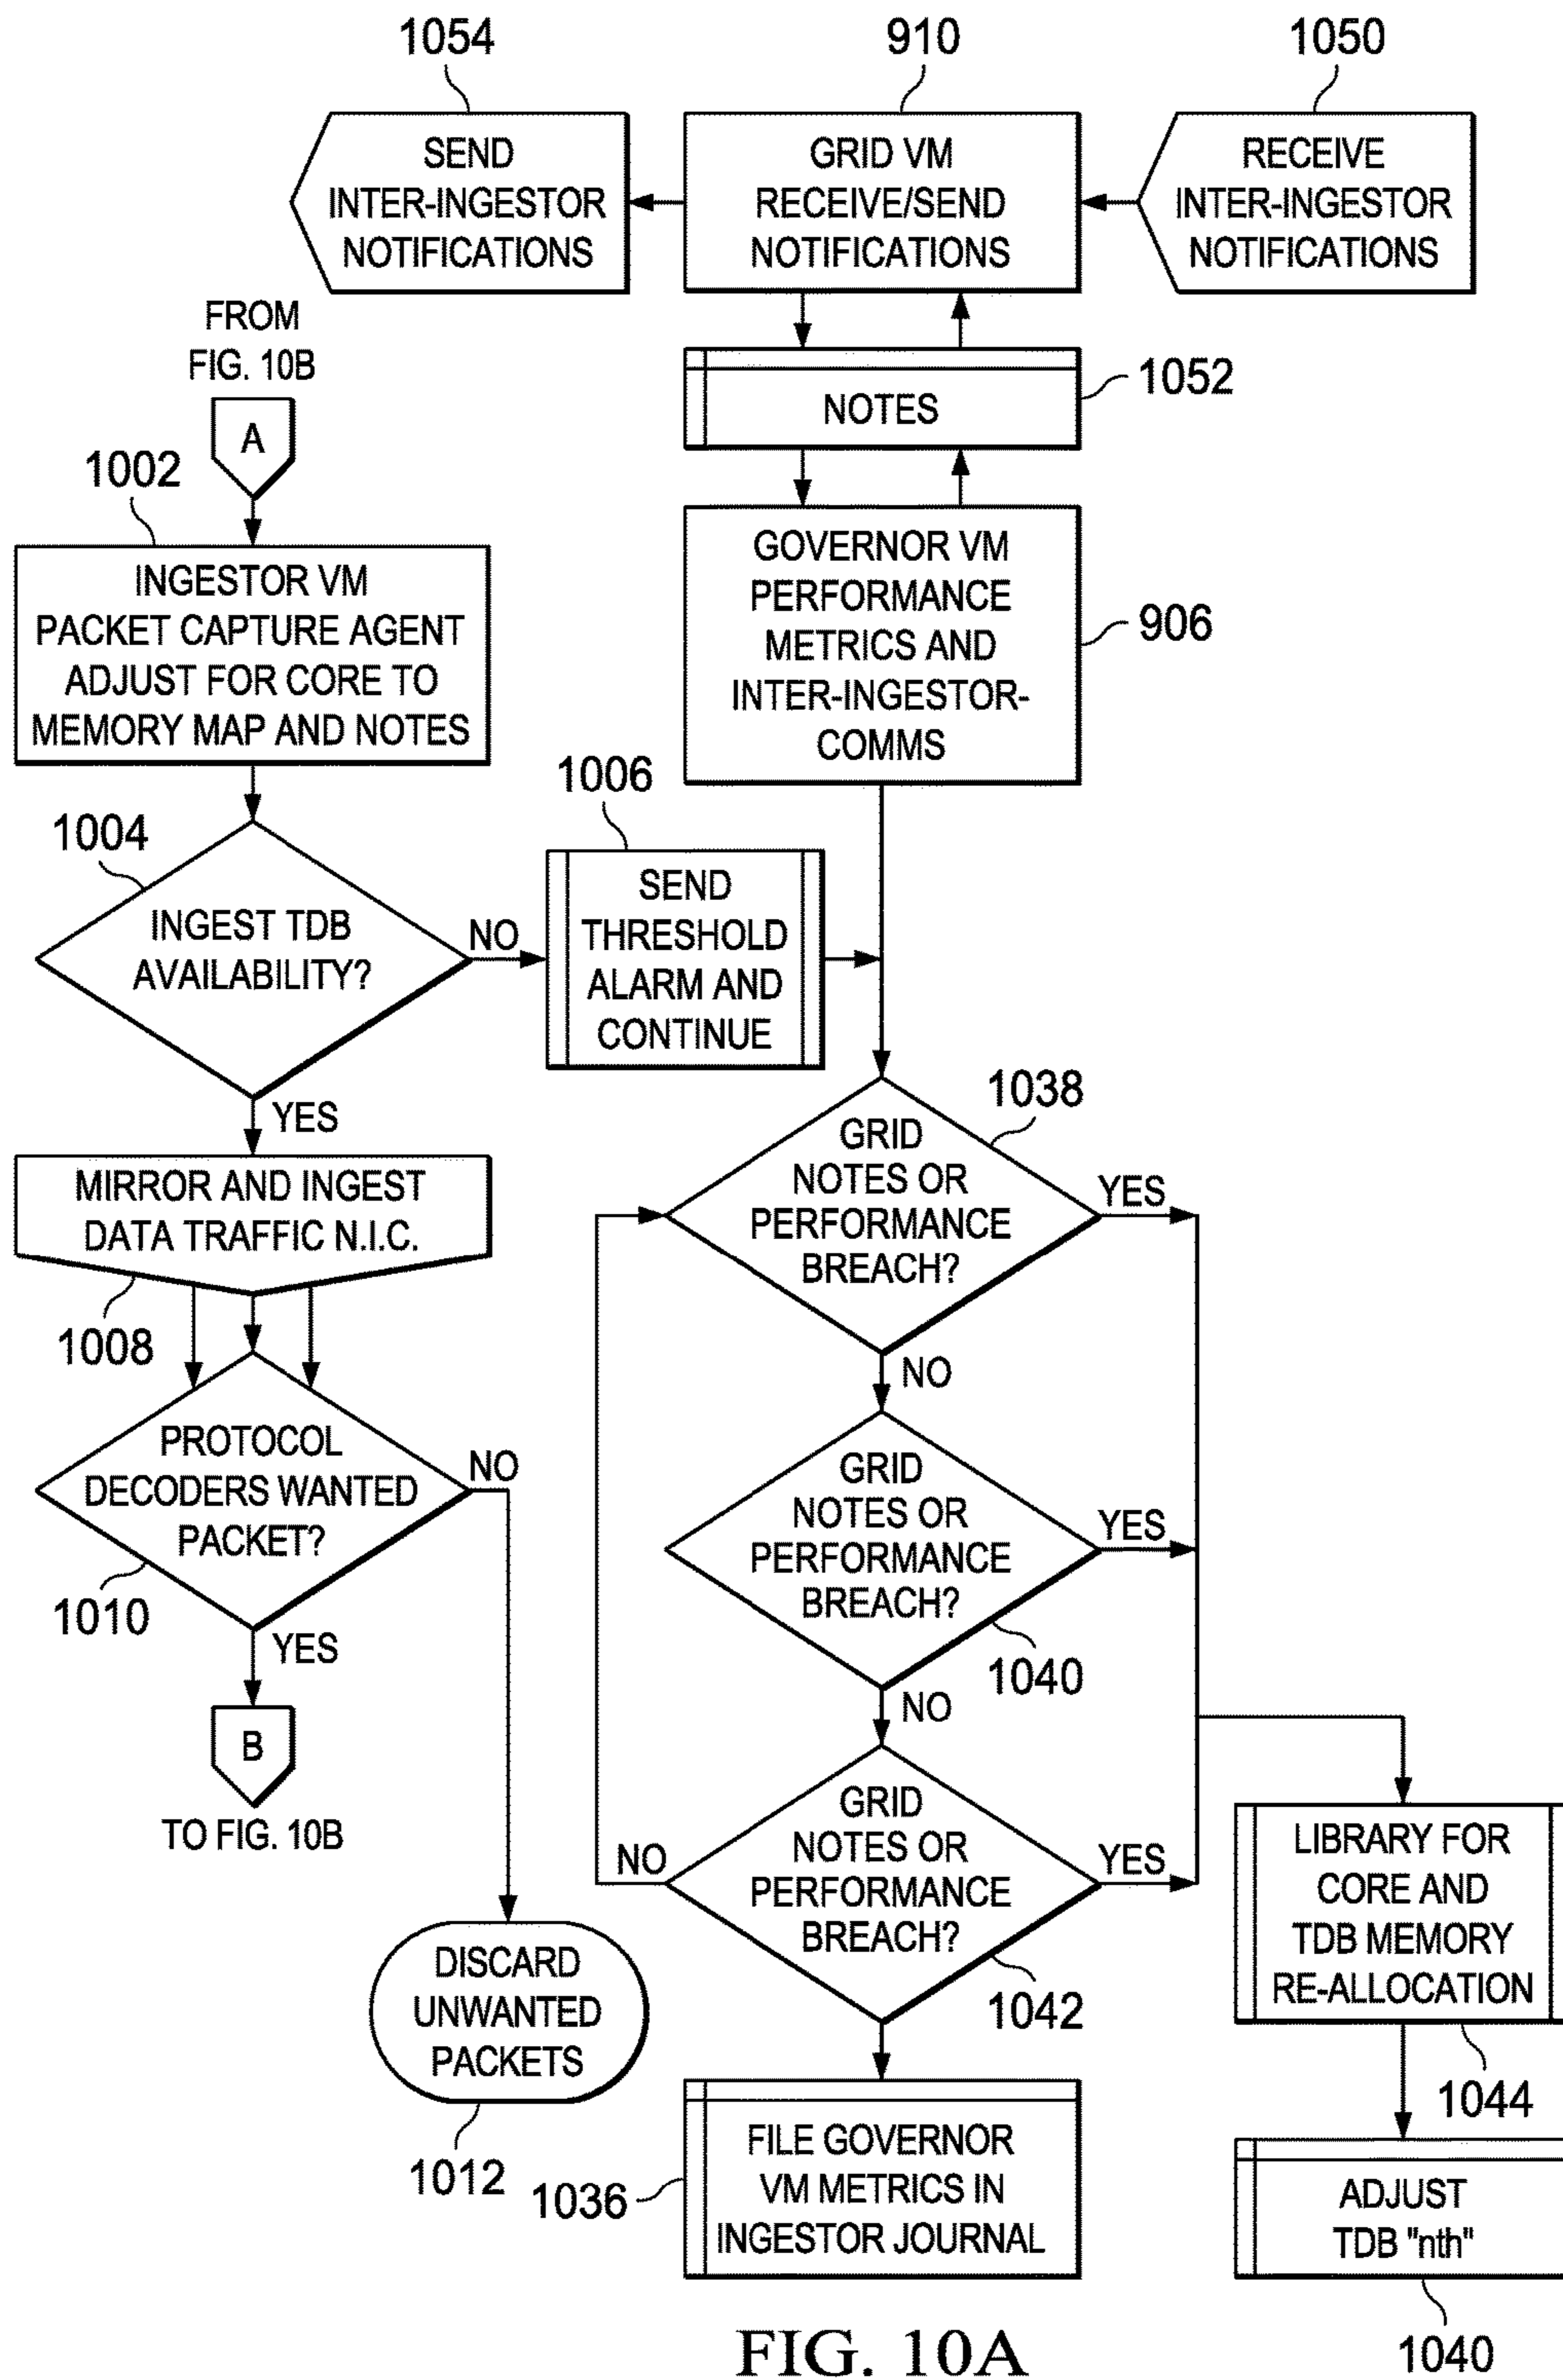 1054
910
1050
SEND
INTER-INGESTOR
NOTIFICATIONS
GRID VM
RECEIVE/SEND
NOTIFICATIONS
RECEIVE
INTER-INGESTOR
NOTIFICATIONS
FROM
FIG. 10B
A
NOTES
1052
1002
INGESTOR VM
PACKET CAPTURE AGENT
ADJUST FOR CORE TO
MEMORY MAP AND NOTES
GOVERNOR VM
PERFORMANCE
METRICS AND
INTER-INGESTOR-
COMMS
906
1004
INGEST TDB
AVAILABILITY?
NO
YES
1006
SEND
THRESHOLD
ALARM AND
CONTINUE
MIRROR AND INGEST
DATA TRAFFIC N.I.C.
1008
PROTOCOL
DECODERS WANTED
PACKET?
NO
1010
YES
B
TO FIG. 10B
DISCARD
UNWANTED
PACKETS
1012
1038
GRID
NOTES OR
PERFORMANCE
BREACH?
YES
NO
GRID
NOTES OR
PERFORMANCE
BREACH?
YES
1040
NO
GRID
NOTES OR
PERFORMANCE
BREACH?
NO
YES
1042
FILE GOVERNOR
VM METRICS IN
INGESTOR JOURNAL
1036
LIBRARY FOR
CORE AND
TDB MEMORY
RE-ALLOCATION
1044
ADJUST
TDB "nth"
1040
FIG. 10A